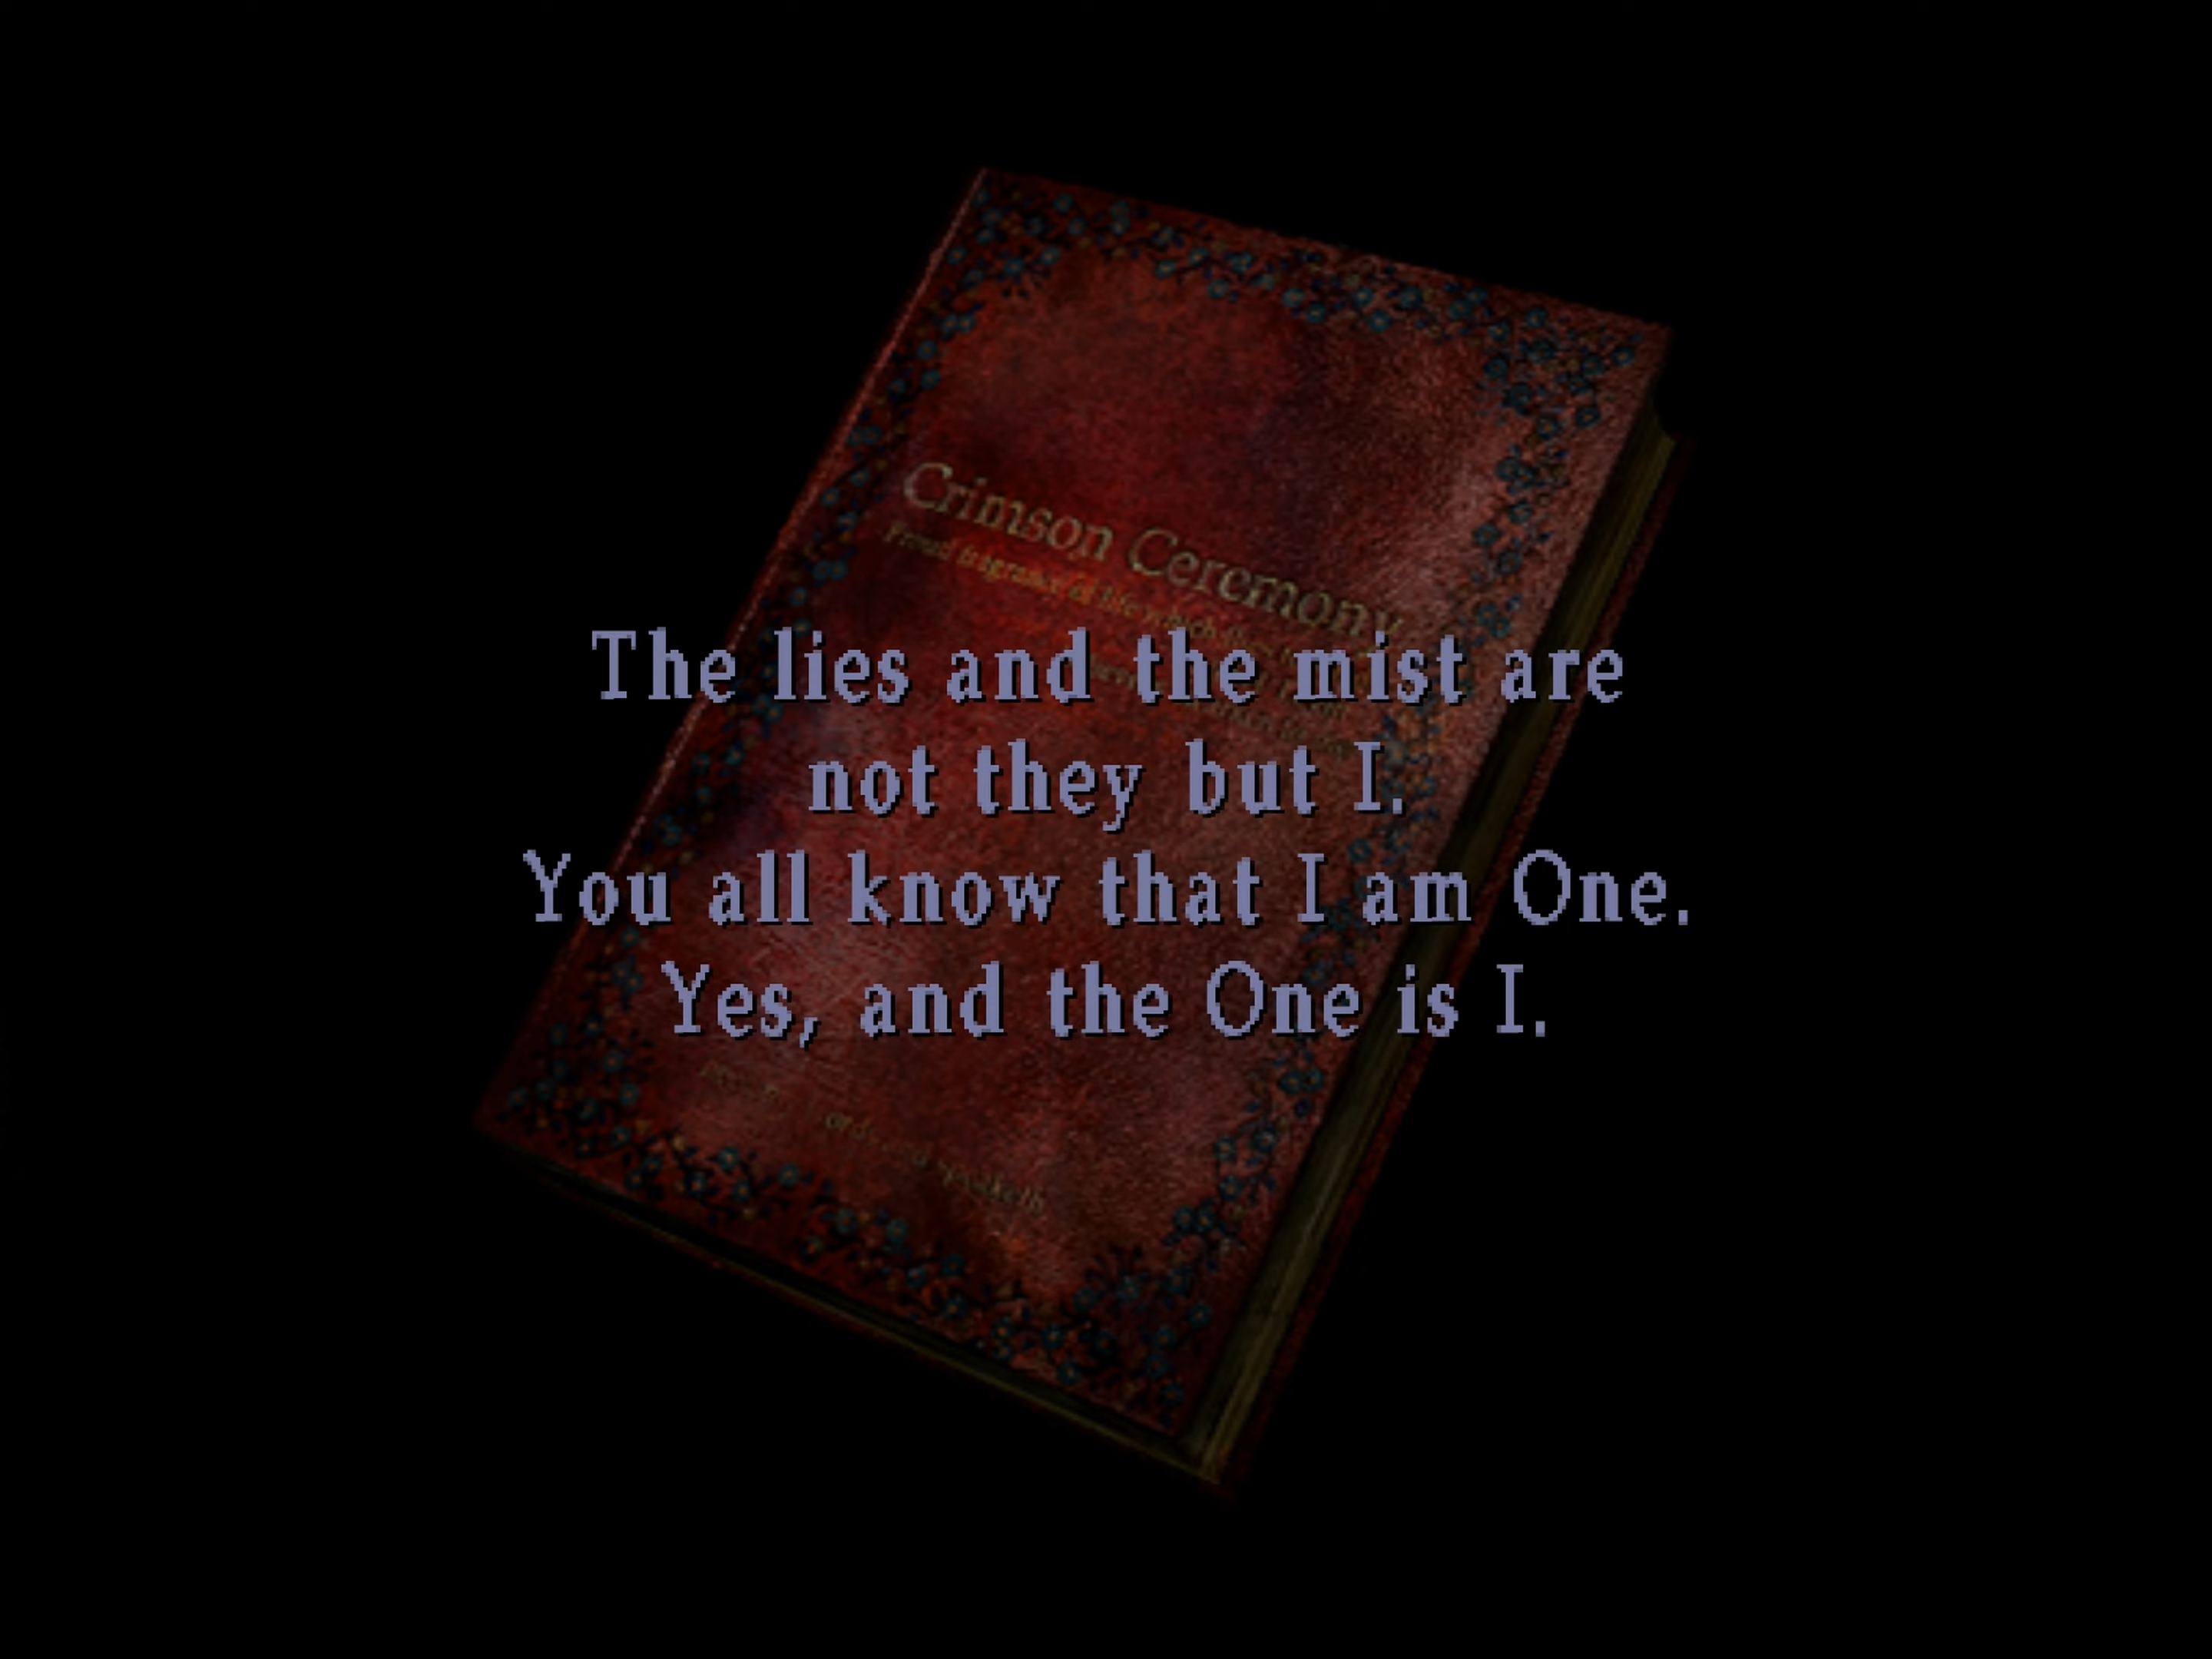 Crimson Ceremony
The lies and the mist are
not they but I.
You all know that I am One.
Yes, and the One is I.